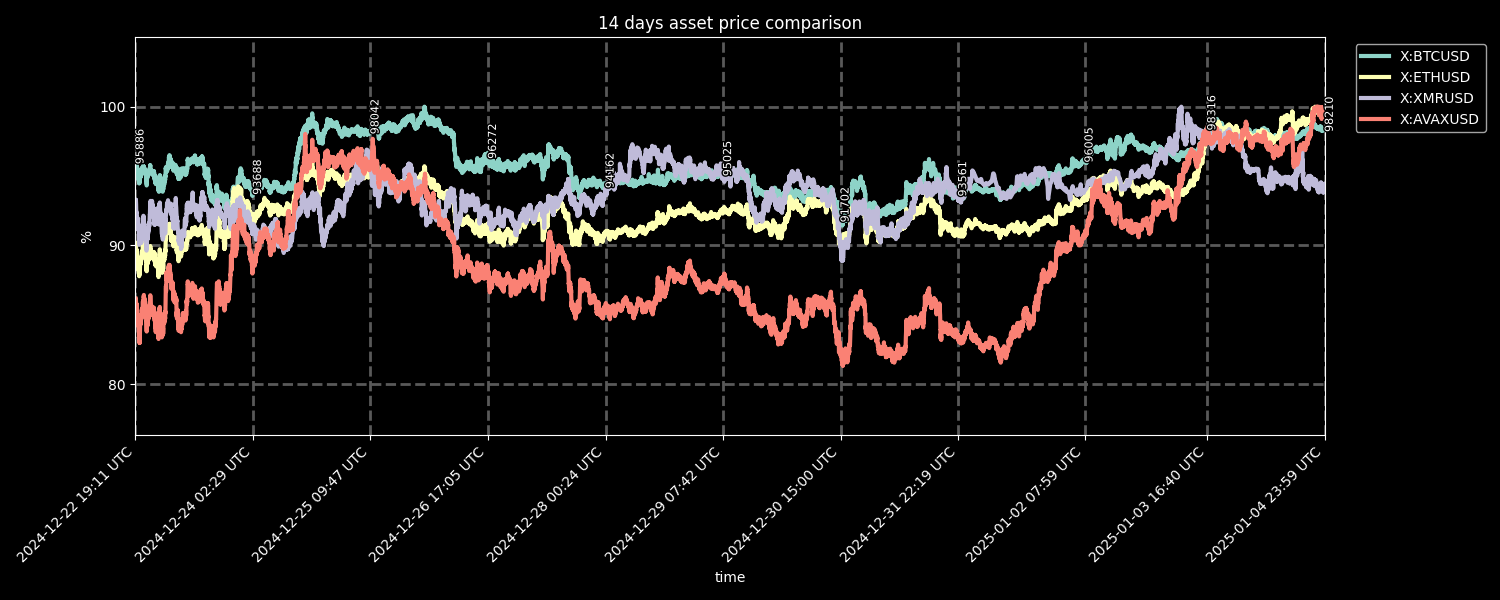 14 days asset price comparison
X:BTCUSD
X:ETHUSD
X:XMRUSD
X:AVAXUSD
100
90
80
%
95886
93688
98042
96272
94162
95025
91702
93561
96005
98316
98210
2024-12-22 19:11 UTC
2024-12-24 02:29 UTC
2024-12-25 09:47 UTC
2024-12-26 17:05 UTC
2024-12-28 00:24 UTC
2024-12-29 07:42 UTC
2024-12-30 15:00 UTC
2024-12-31 22:19 UTC
2025-01-02 07:59 UTC
2025-01-03 16:40 UTC
2025-01-04 23:59 UTC
time